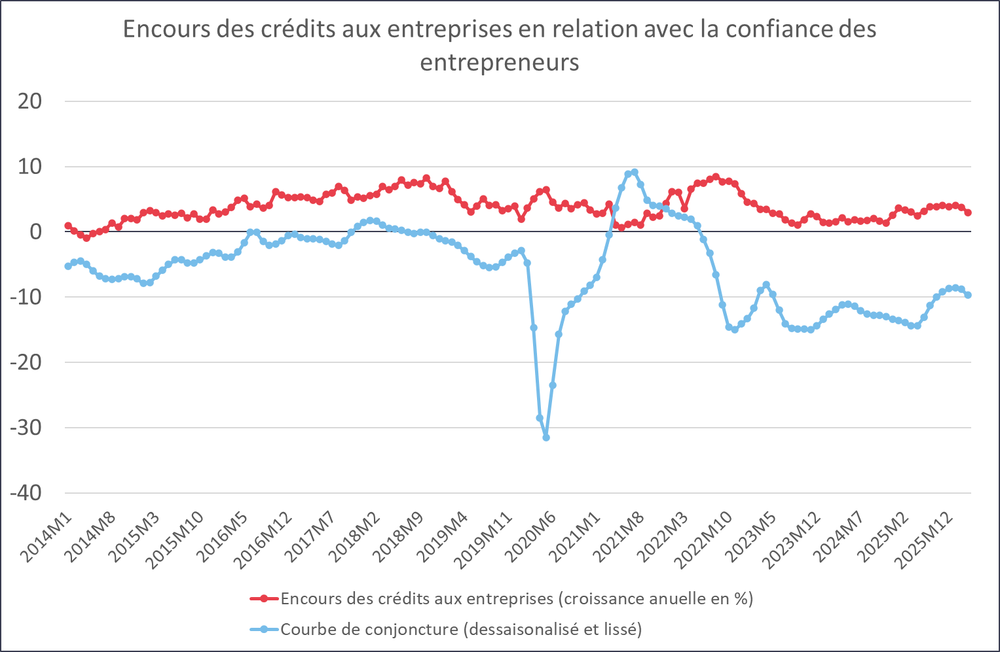 Encours des crédits aux entreprises en relation avec la confiance des
entrepreneurs
20
10
0
-10
-20
-30
-40
2014M1
2014M8
2015M3
2015M10
2016M5
2016M12
2017M7
2018M2
2018M9
2019M4
2019M11
2020M6
2021M1
2021M8
2022M3
2022M10
2023M5
2023M12
2024M7
2025M2
2025M12
Encours des crédits aux entreprises (croissance anuelle en %)
Courbe de conjoncture (dessaisonalisé et lissé)